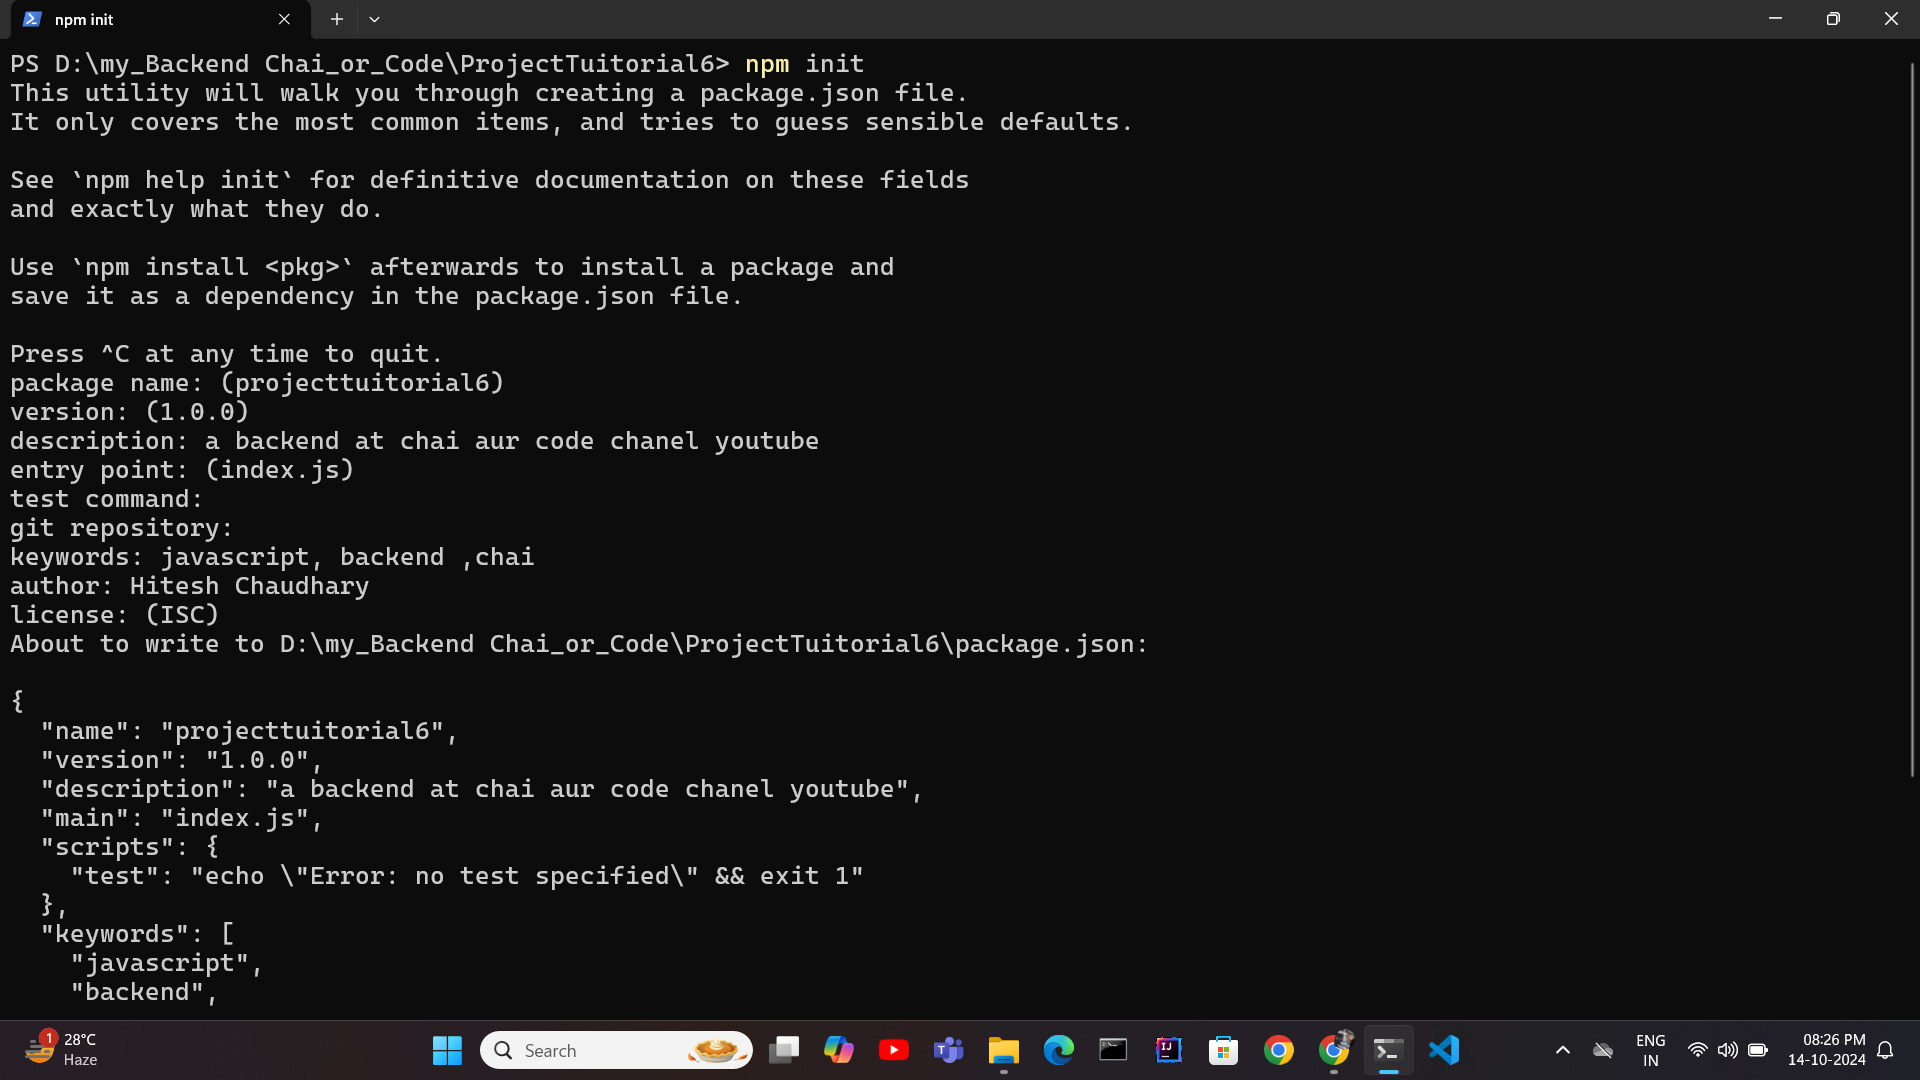 npm init
PS D:\my_Backend Chai_or_Code\ProjectTuitorial6> npm init
This utility will walk you through creating a package.json file.
It only covers the most common items, and tries to guess sensible defaults.
See `npm help init` for definitive documentation on these fields
and exactly what they do.
Use `npm install <pkg>` afterwards to install a package and
save it as a dependency in the package.json file.
Press ^C at any time to quit.
package name: (projecttuitorial6)
version: (1.0.0)
description: a backend at chai aur code chanel youtube
entry point: (index.js)
test command:
git repository:
keywords: javascript, backend ,chai
author: Hitesh Chaudhary
license: (ISC)
About to write to D:\my_Backend Chai_or_Code\ProjectTuitorial6\package.json:
{
  "name": "projecttuitorial6",
  "version": "1.0.0",
  "description": "a backend at chai aur code chanel youtube",
  "main": "index.js",
  "scripts": {
    "test": "echo \"Error: no test specified\" && exit 1"
  },
  "keywords": [
    "javascript",
    "backend",
1
28°C
Haze
Search
ENG
IN
08:26 PM
14-10-2024